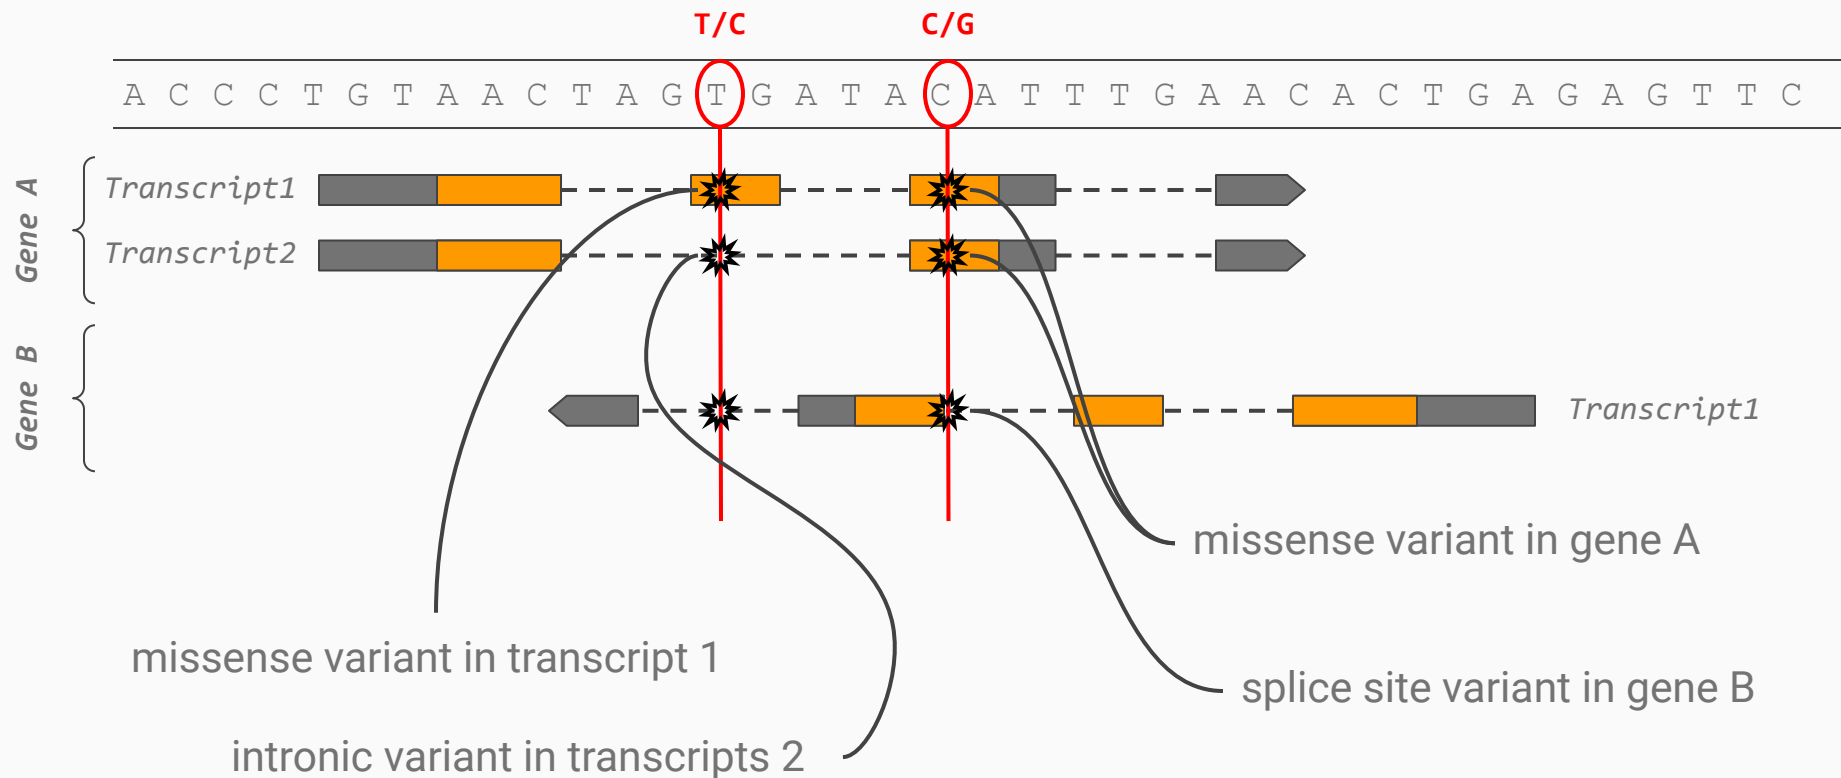 T/C C/G
A C C C T G T A A C T A G T G A T A C A T T T G A A C A C T G A G A G T T C
Gene A
Transcript1
Transcript2
Gene B
Transcript1
missense variant in gene A
missense variant in transcript 1
splice site variant in gene B
intronic variant in transcripts 2